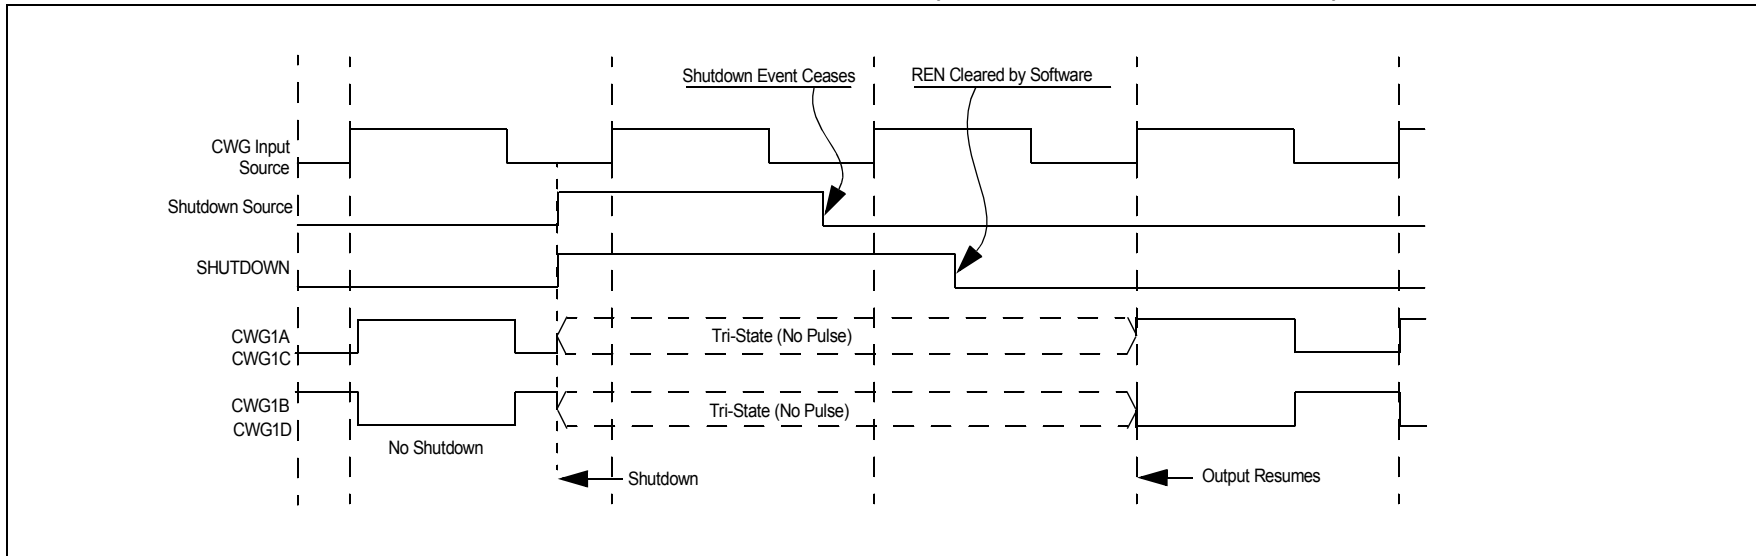 Shutdown Event Ceases
REN Cleared by Software
CWG Input
Source
Shutdown Source
SHUTDOWN
CWG1A
CWG1C
Tri-State (No Pulse)
CWG1B
CWG1D
Tri-State (No Pulse)
No Shutdown
Shutdown
Output Resumes